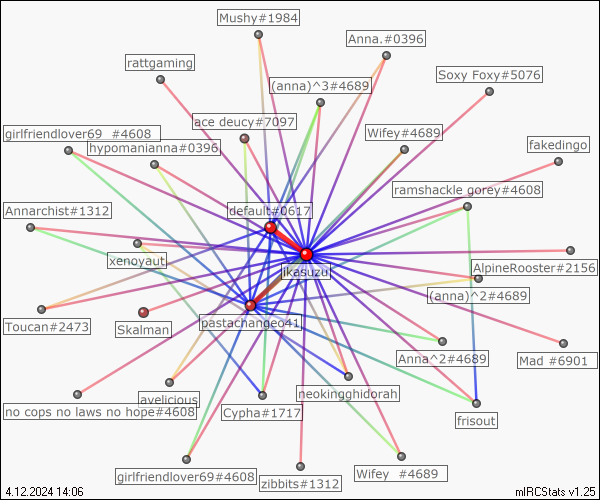 Mushy#1984
Anna.#0396
rattgaming
Soxy Foxy#5076
(anna)^3#4689
ace deucy#7097
girlfriendlover69_#4608
Wifey#4689
hypomanianna#0396
fakedingo
ramshackle gorey#4608
Annarchist#1312
default#0617
xenoyaut
ikasuzu
AlpineRooster#2156
(anna)^2#4689
Toucan#2473
Skalman
pastachangeo41
Anna^2#4689
Mad #6901
avelicious
neokingghidorah
no cops no laws no hope#4608
Cypha#1717
frisout
girlfriendlover69#4608
zibbits#1312
Wifey_ #4689
4.12.2024 14:06
mIRCStats v1.25